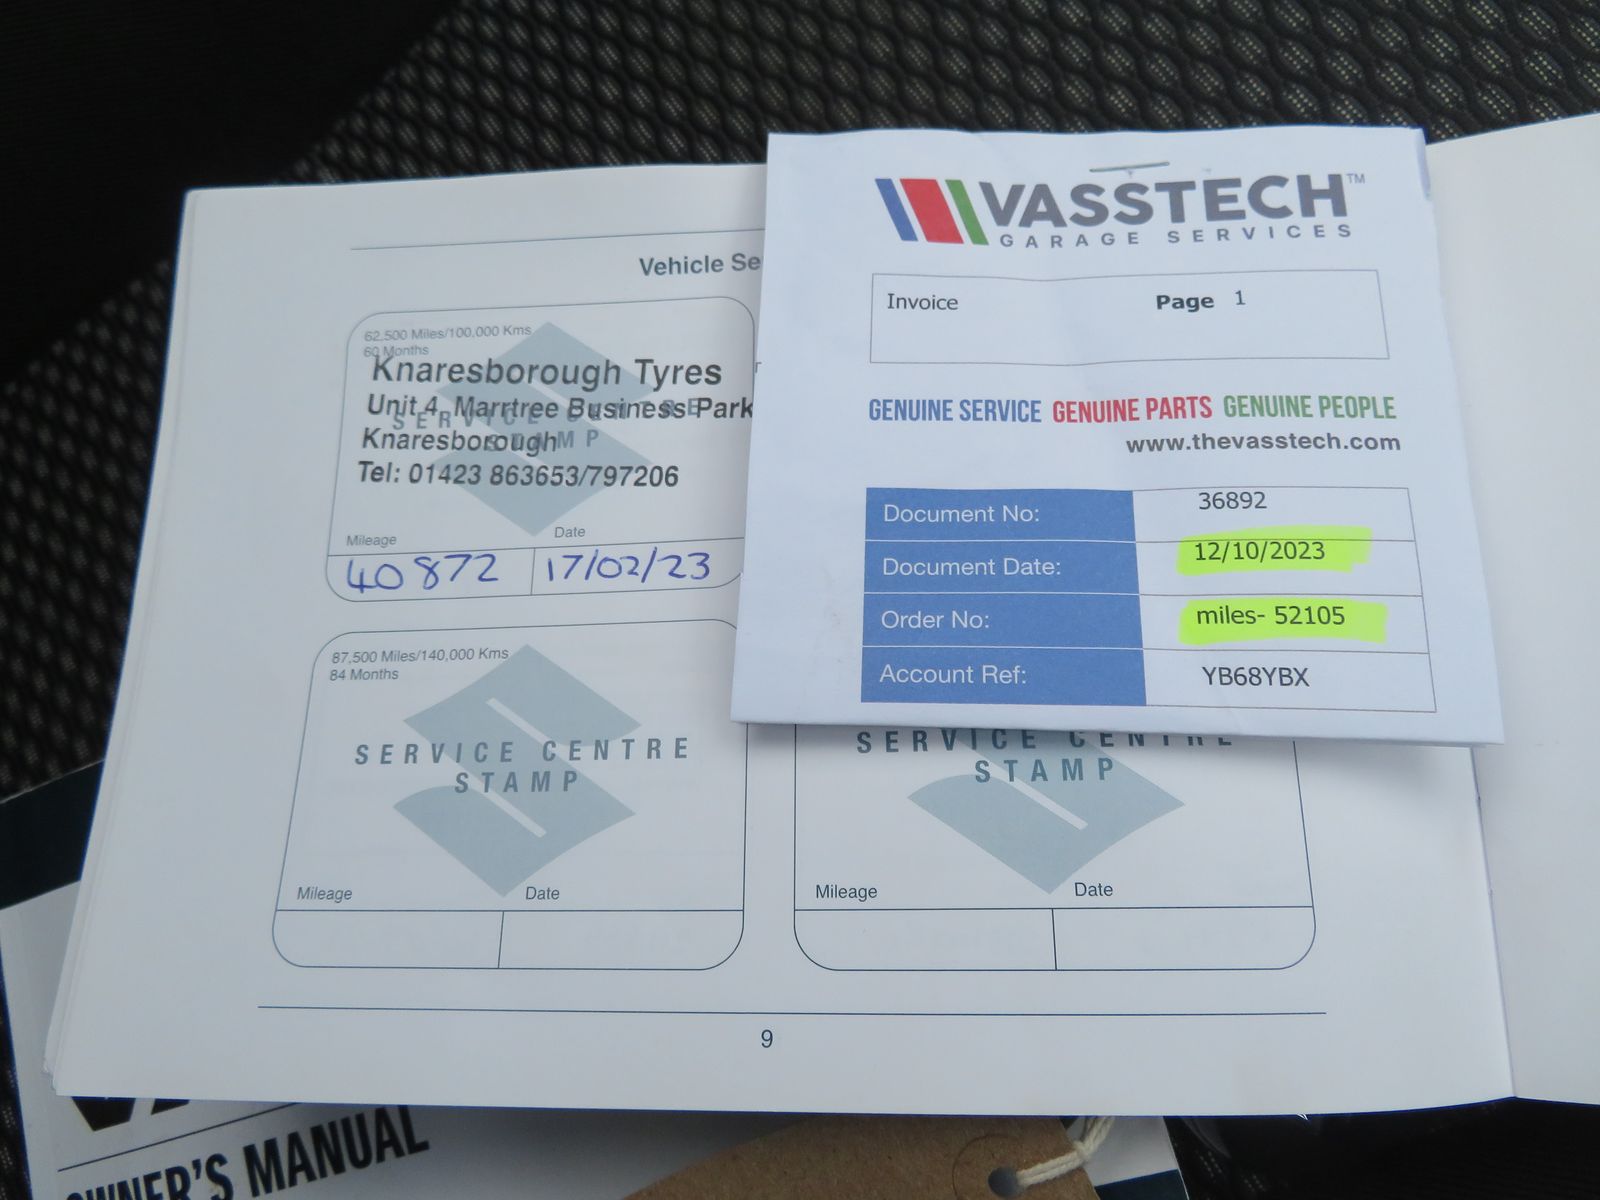 Vehicle Se
62,500 Miles/100,000 Kms
60 Months
Knaresborough Tyres
Unit 4, Marrtree Business Park
Knaresborough
Tel: 01423 863653/797206
SERVICE CENTRE
STAMP
Mileage Date
40872 17/02/23
87,500 Miles/140,000 Kms
84 Months
SERVICE CENTRE
STAMP
Mileage Date
VASSTECH™
GARAGE SERVICES
Invoice Page 1
GENUINE SERVICE GENUINE PARTS GENUINE PEOPLE
www.thevasstech.com
Document No: 36892
Document Date: 12/10/2023
Order No: miles- 52105
Account Ref: YB68YBX
SERVICE CENTRE
STAMP
Mileage Date
9
OWNER'S MANUAL